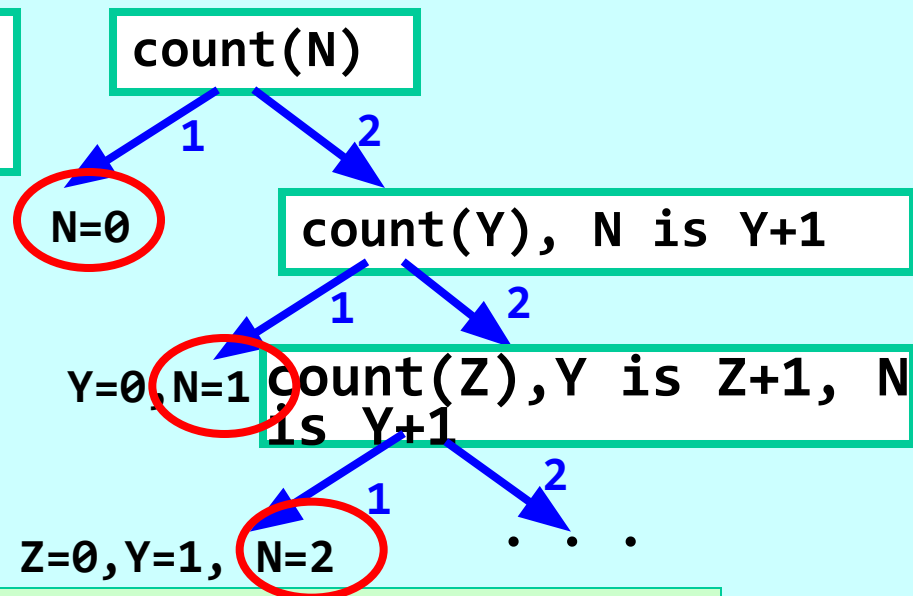 count(N)
1
2
N=0
count(Y), N is Y+1
1
2
Y=0,N=1
count(Z),Y is Z+1, N
is Y+1
1
2
Z=0,Y=1, N=2
. . .